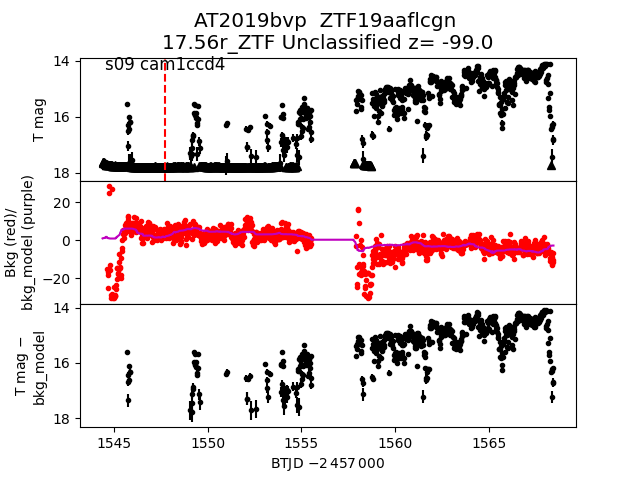 AT2019bvp  ZTF19aaflcgn
17.56r_ZTF Unclassified z= -99.0
s09 cam1ccd4
14
16
18
T mag
20
0
−20
Bkg (red)/
bkg_model (purple)
14
16
18
T mag −
bkg_model
1545
1550
1555
1560
1565
BTJD −2 457 000